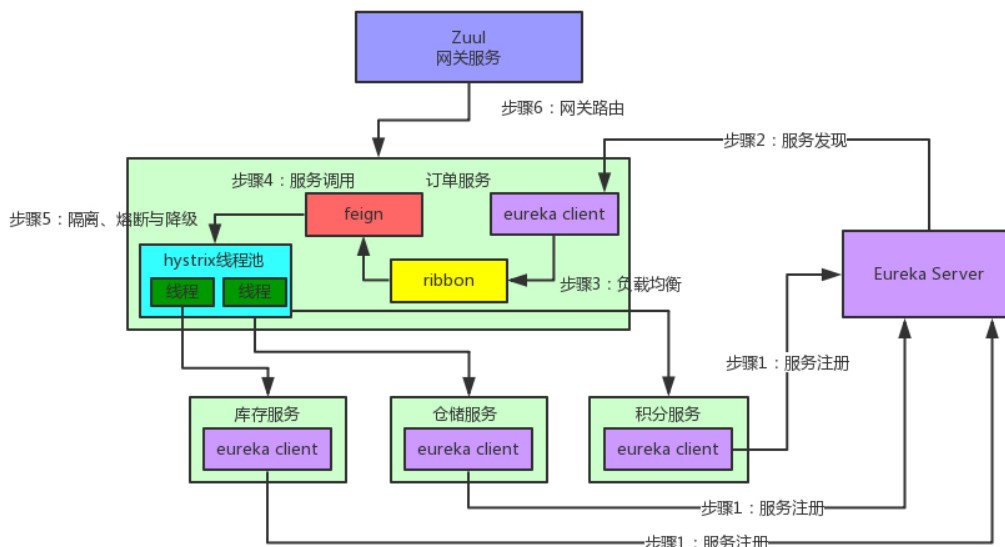 Zuul
网关服务
步骤6：网关路由
步骤2：服务发现
步骤4：服务调用
订单服务
feign
eureka client
步骤5：隔离、熔断与降级
hystrix线程池
线程
线程
ribbon
步骤3：负载均衡
Eureka Server
步骤1：服务注册
库存服务
eureka client
仓储服务
eureka client
积分服务
eureka client
步骤1：服务注册
步骤1：服务注册